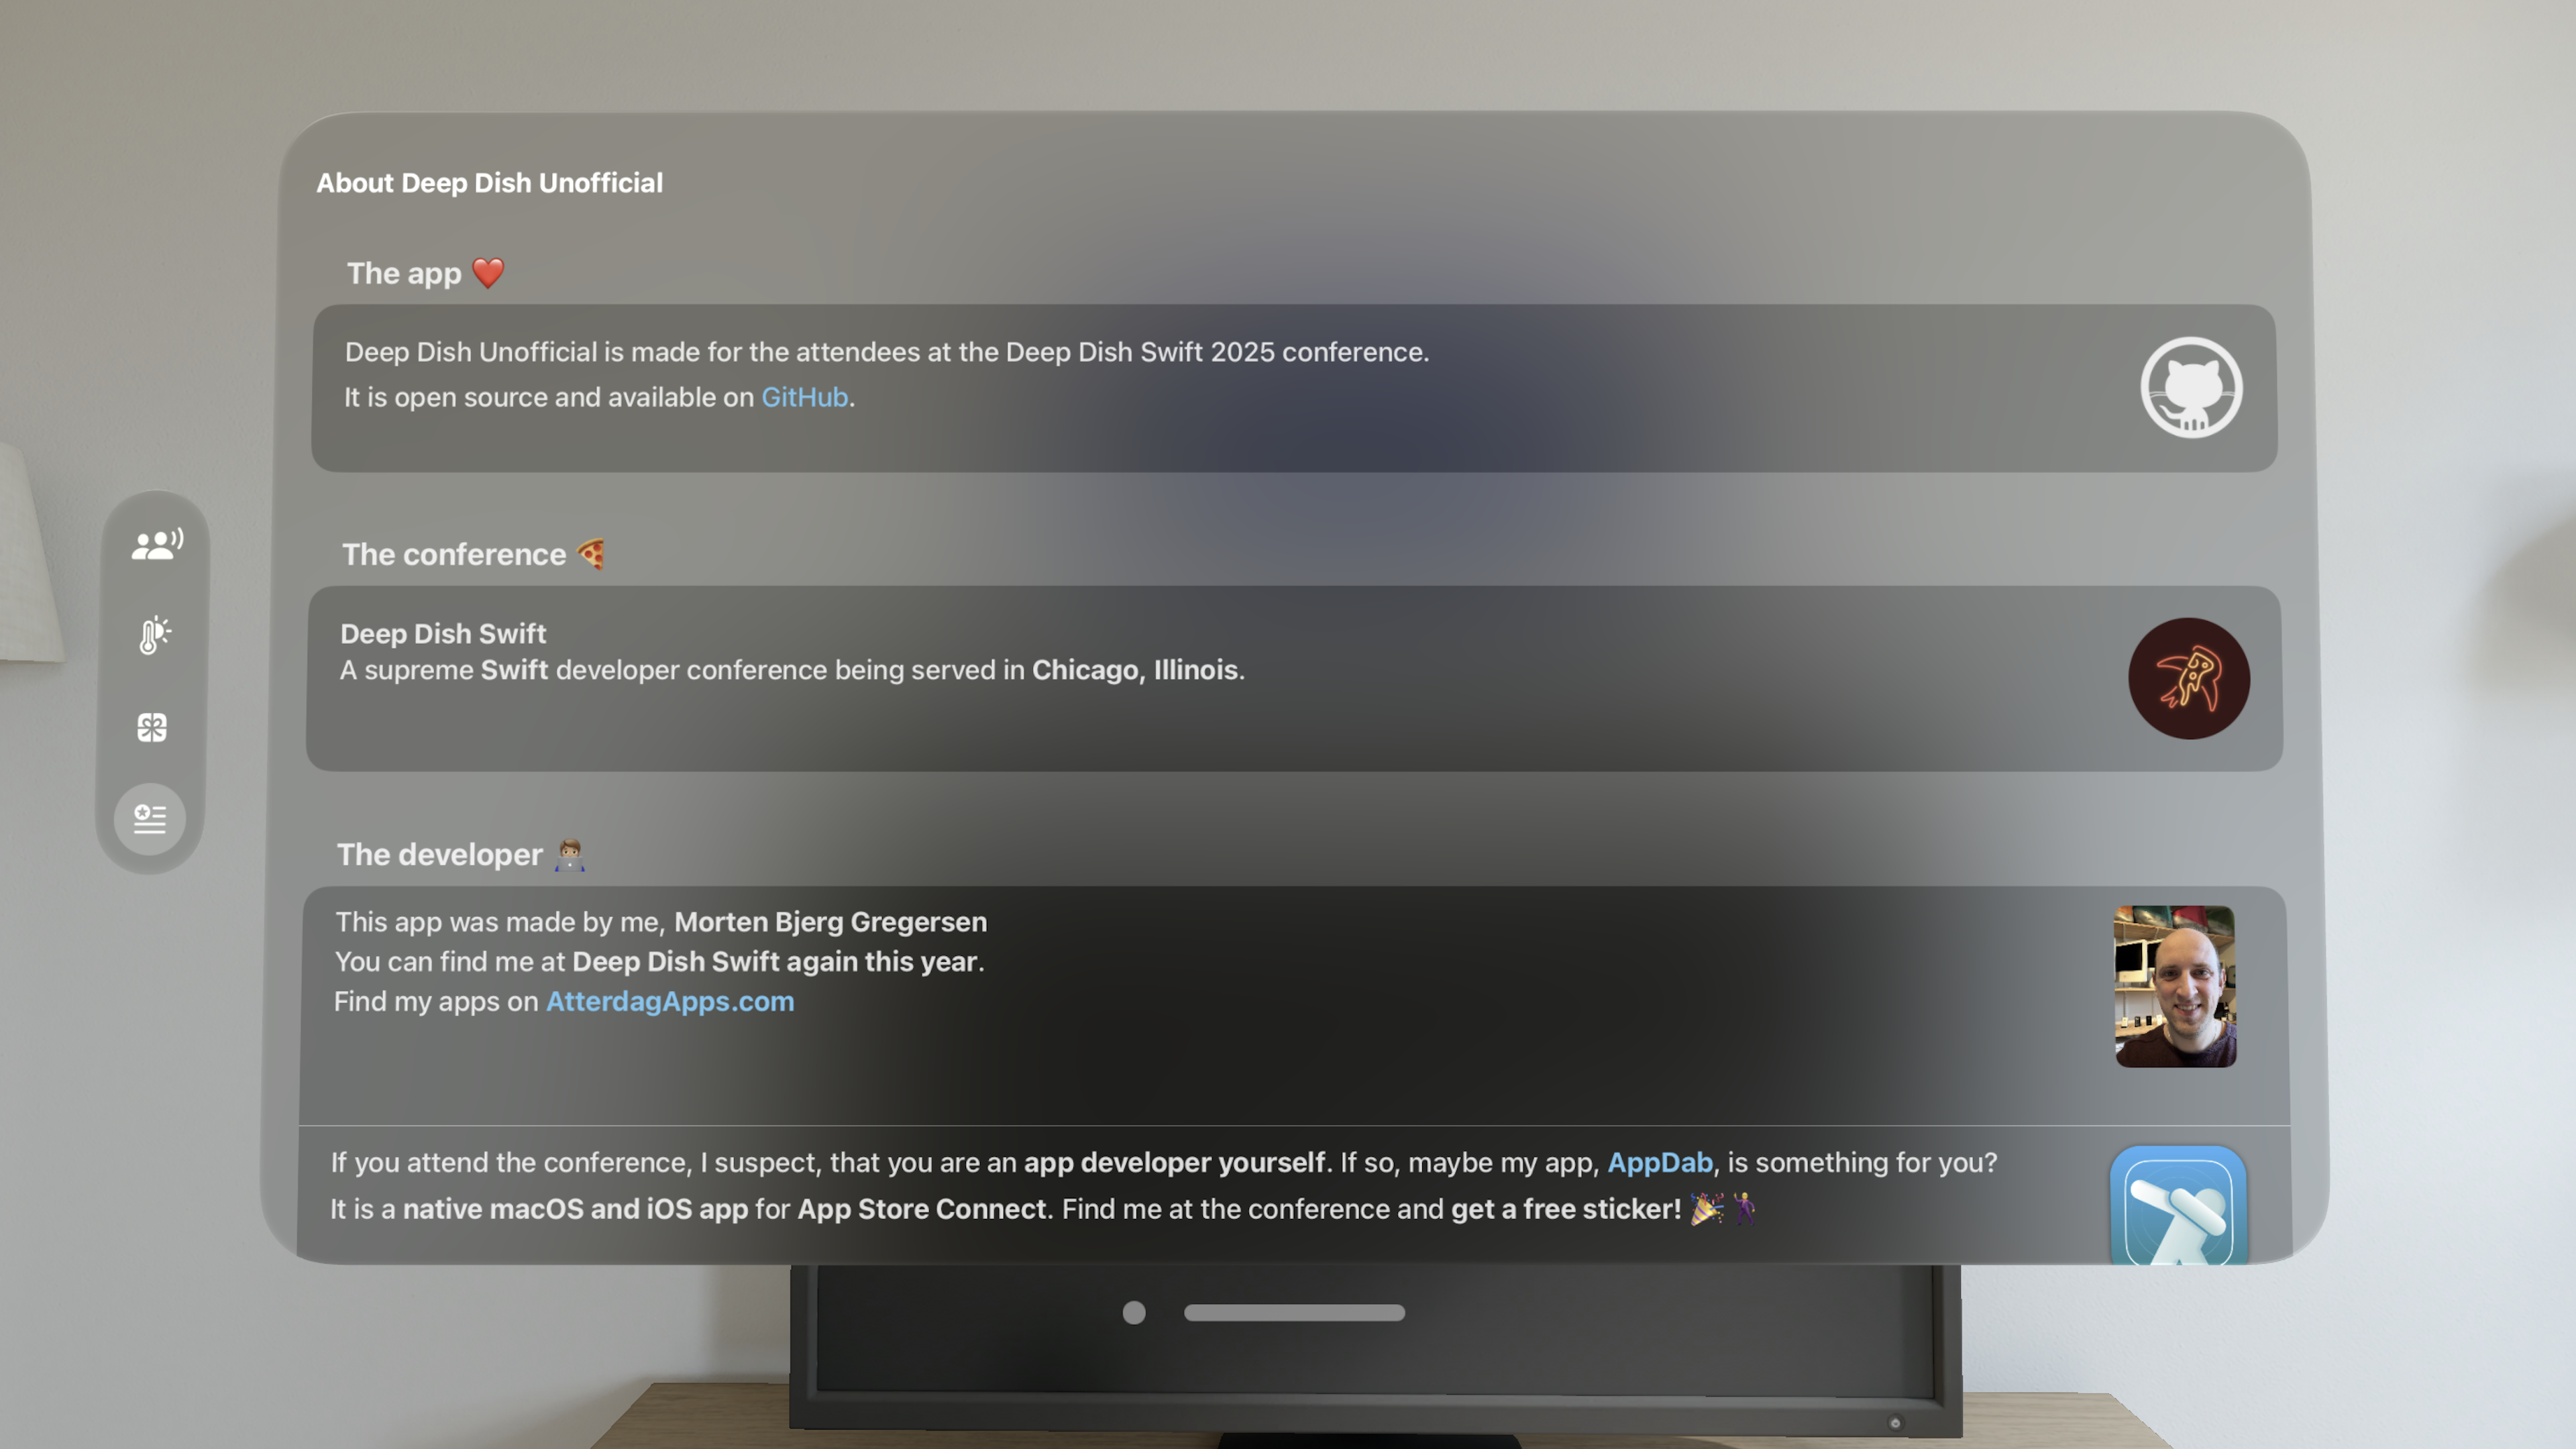 About Deep Dish Unofficial
The app ❤️
Deep Dish Unofficial is made for the attendees at the Deep Dish Swift 2025 conference.
It is open source and available on GitHub.
The conference 🍕
Deep Dish Swift
A supreme Swift developer conference being served in Chicago, Illinois.
The developer 🧑🏼‍💻
This app was made by me, Morten Bjerg Gregersen
You can find me at Deep Dish Swift again this year.
Find my apps on AtterdagApps.com
If you attend the conference, I suspect, that you are an app developer yourself. If so, maybe my app, AppDab, is something for you?
It is a native macOS and iOS app for App Store Connect. Find me at the conference and get a free sticker! 🎉🕺